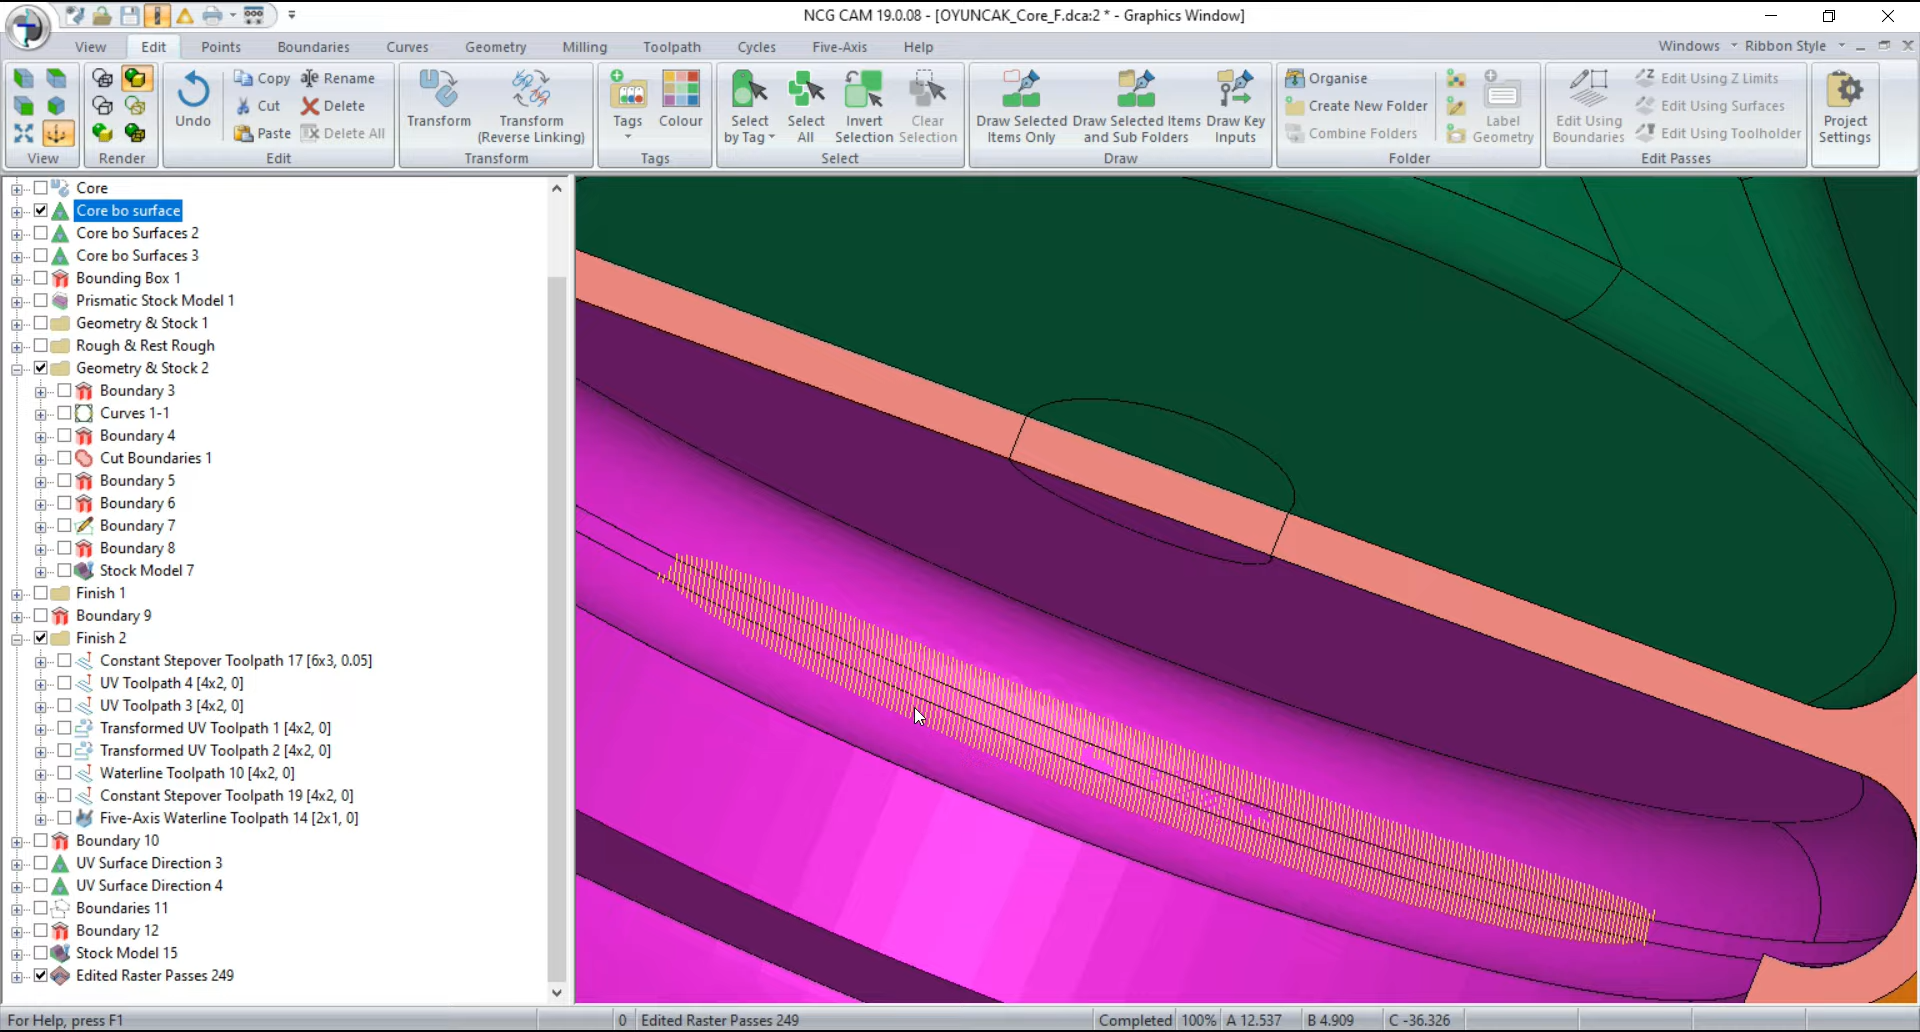 NCG CAM 19.0.08 - [OYUNCAK_Core_F.dca:2 * - Graphics Window]
View Edit Points Boundaries Curves Geometry Milling Toolpath Cycles Five-Axis Help Windows Ribbon Style
View
Render
Undo
Copy
Cut
Paste
Rename
Delete
Delete All
Edit
Transform
Transform
(Reverse Linking)
Transform
Tags
Colour
Tags
Select
by Tag
Select
All
Invert
Selection
Clear
Selection
Select
Draw Selected
Items Only
Draw Selected Items
and Sub Folders
Draw Key
Inputs
Draw
Organise
Create New Folder
Combine Folders
Label
Geometry
Folder
Edit Using
Boundaries
Edit Using Z Limits
Edit Using Surfaces
Edit Using Toolholder
Edit Passes
Project
Settings
Core
Core bo surface
Core bo Surfaces 2
Core bo Surfaces 3
Bounding Box 1
Prismatic Stock Model 1
Geometry & Stock 1
Rough & Rest Rough
Geometry & Stock 2
Boundary 3
Curves 1-1
Boundary 4
Cut Boundaries 1
Boundary 5
Boundary 6
Boundary 7
Boundary 8
Stock Model 7
Finish 1
Boundary 9
Finish 2
Constant Stepover Toolpath 17 [6x3, 0.05]
UV Toolpath 4 [4x2, 0]
UV Toolpath 3 [4x2, 0]
Transformed UV Toolpath 1 [4x2, 0]
Transformed UV Toolpath 2 [4x2, 0]
Waterline Toolpath 10 [4x2, 0]
Constant Stepover Toolpath 19 [4x2, 0]
Five-Axis Waterline Toolpath 14 [2x1, 0]
Boundary 10
UV Surface Direction 3
UV Surface Direction 4
Boundaries 11
Boundary 12
Stock Model 15
Edited Raster Passes 249
For Help, press F1 0 Edited Raster Passes 249 Completed 100% A 12.537 B 4.909 C -36.326